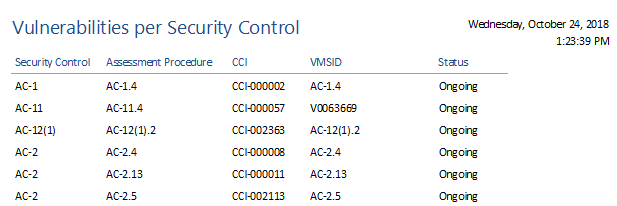 Vulnerabilities per Security Control
Wednesday, October 24, 2018
1:23:39 PM
Security Control Assessment Procedure CCI VMSID Status
AC-1 AC-1.4 CCI-000002 AC-1.4 Ongoing
AC-11 AC-11.4 CCI-000057 V0063669 Ongoing
AC-12(1) AC-12(1).2 CCI-002363 AC-12(1).2 Ongoing
AC-2 AC-2.4 CCI-000008 AC-2.4 Ongoing
AC-2 AC-2.13 CCI-000011 AC-2.13 Ongoing
AC-2 AC-2.5 CCI-002113 AC-2.5 Ongoing